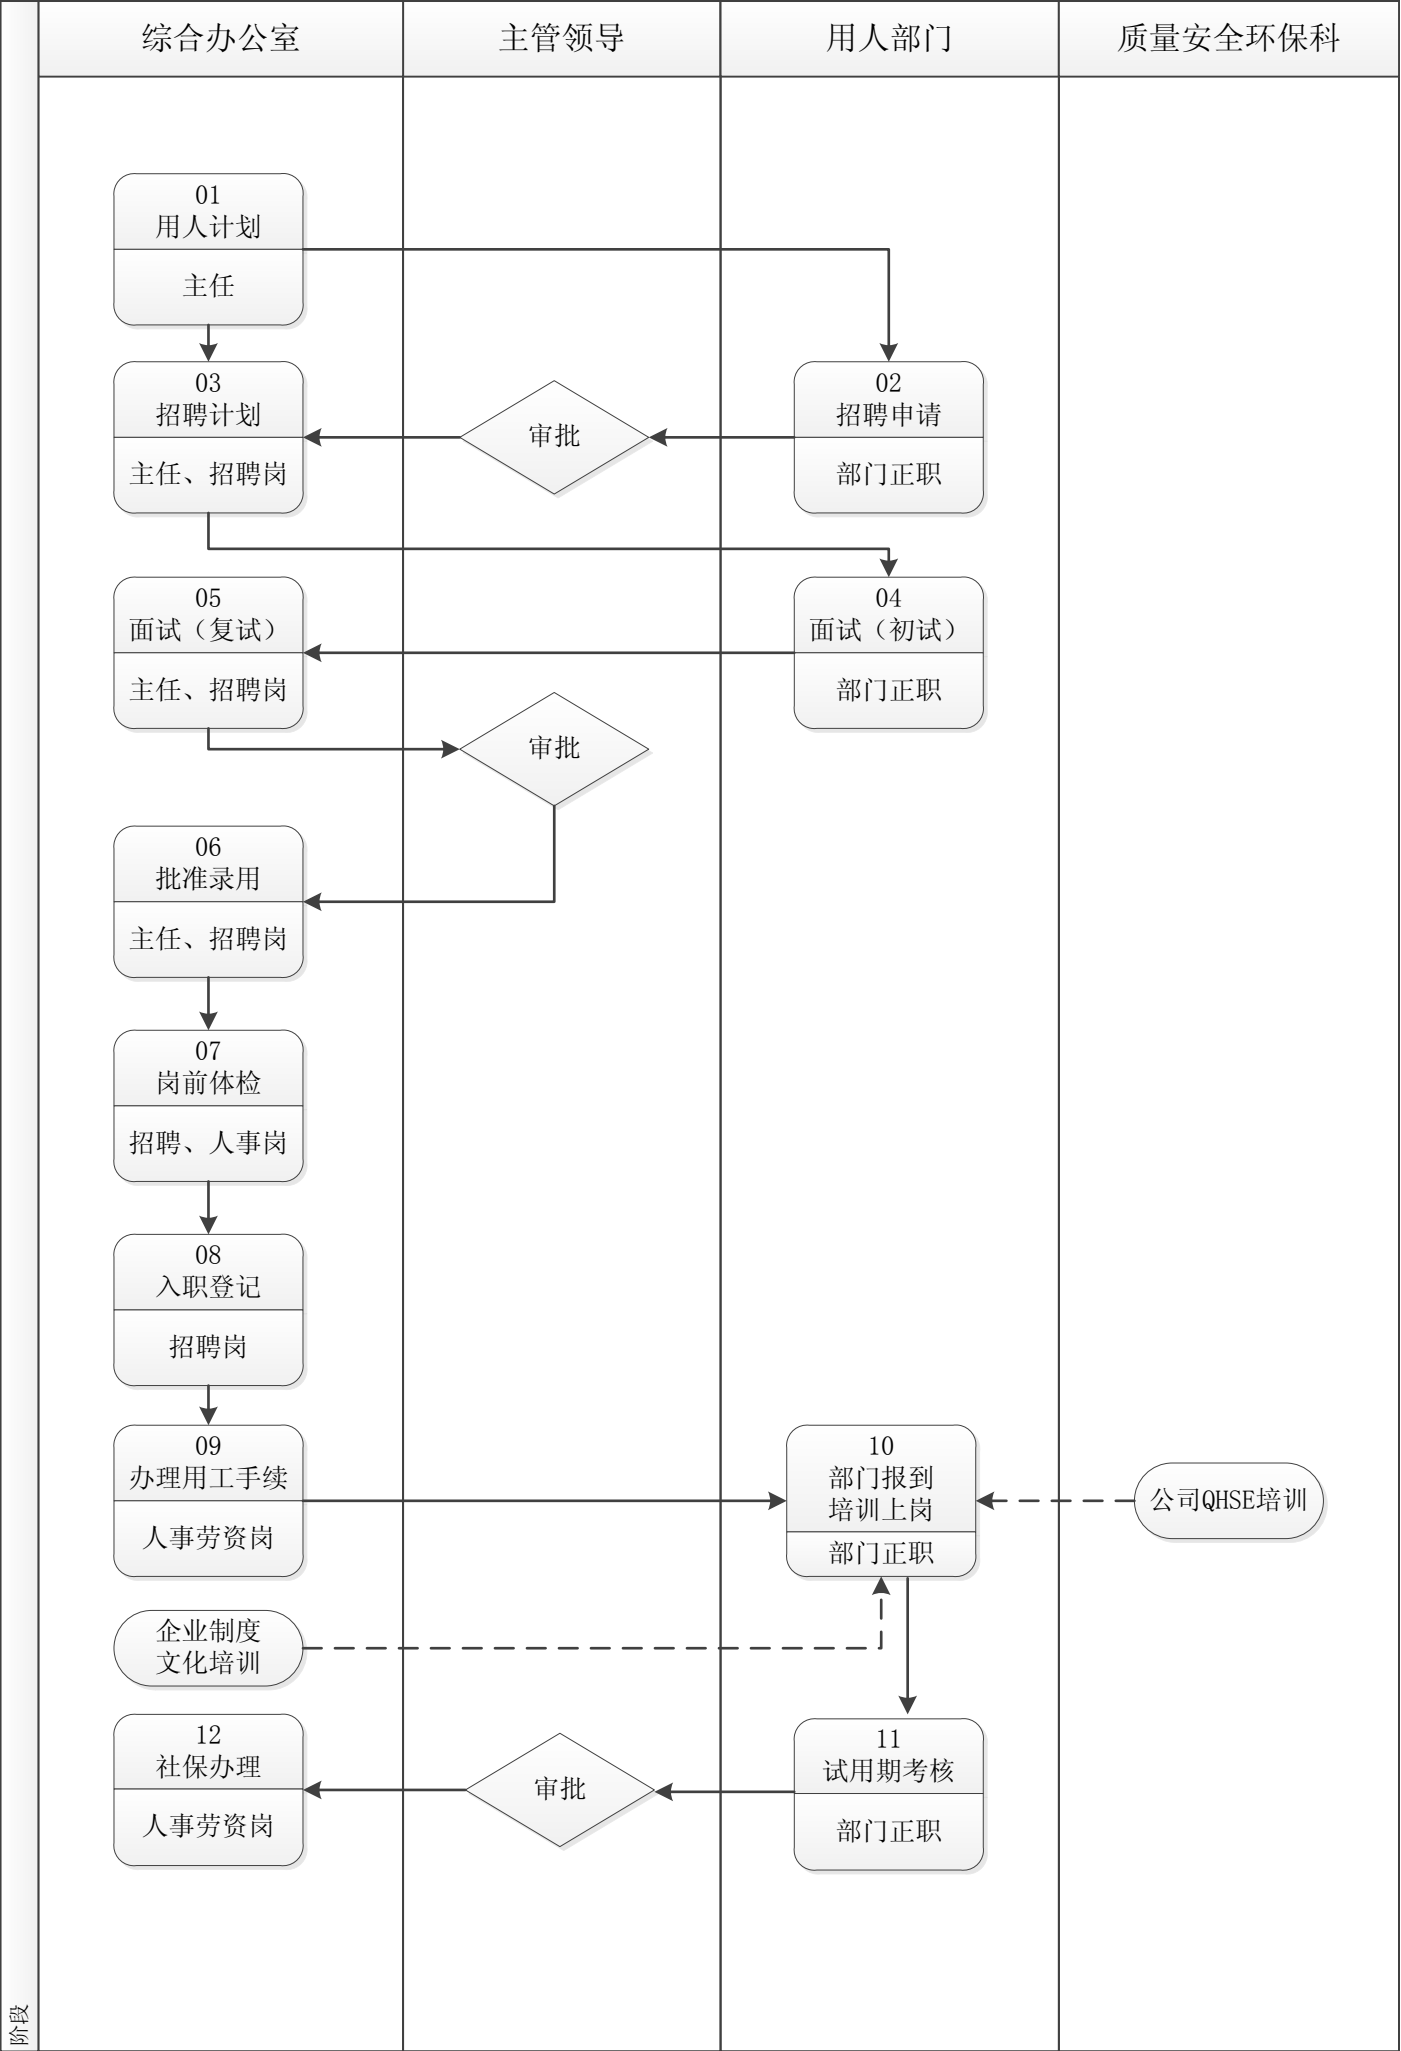 综合办公室
主管领导
用人部门
质量安全环保科
01
用人计划
主任
03
招聘计划
主任、招聘岗
审批
02
招聘申请
部门正职
05
面试（复试）
主任、招聘岗
04
面试（初试）
部门正职
审批
06
批准录用
主任、招聘岗
07
岗前体检
招聘、人事岗
08
入职登记
招聘岗
09
办理用工手续
人事劳资岗
10
部门报到
培训上岗
部门正职
公司QHSE培训
企业制度
文化培训
12
社保办理
人事劳资岗
审批
11
试用期考核
部门正职
阶段